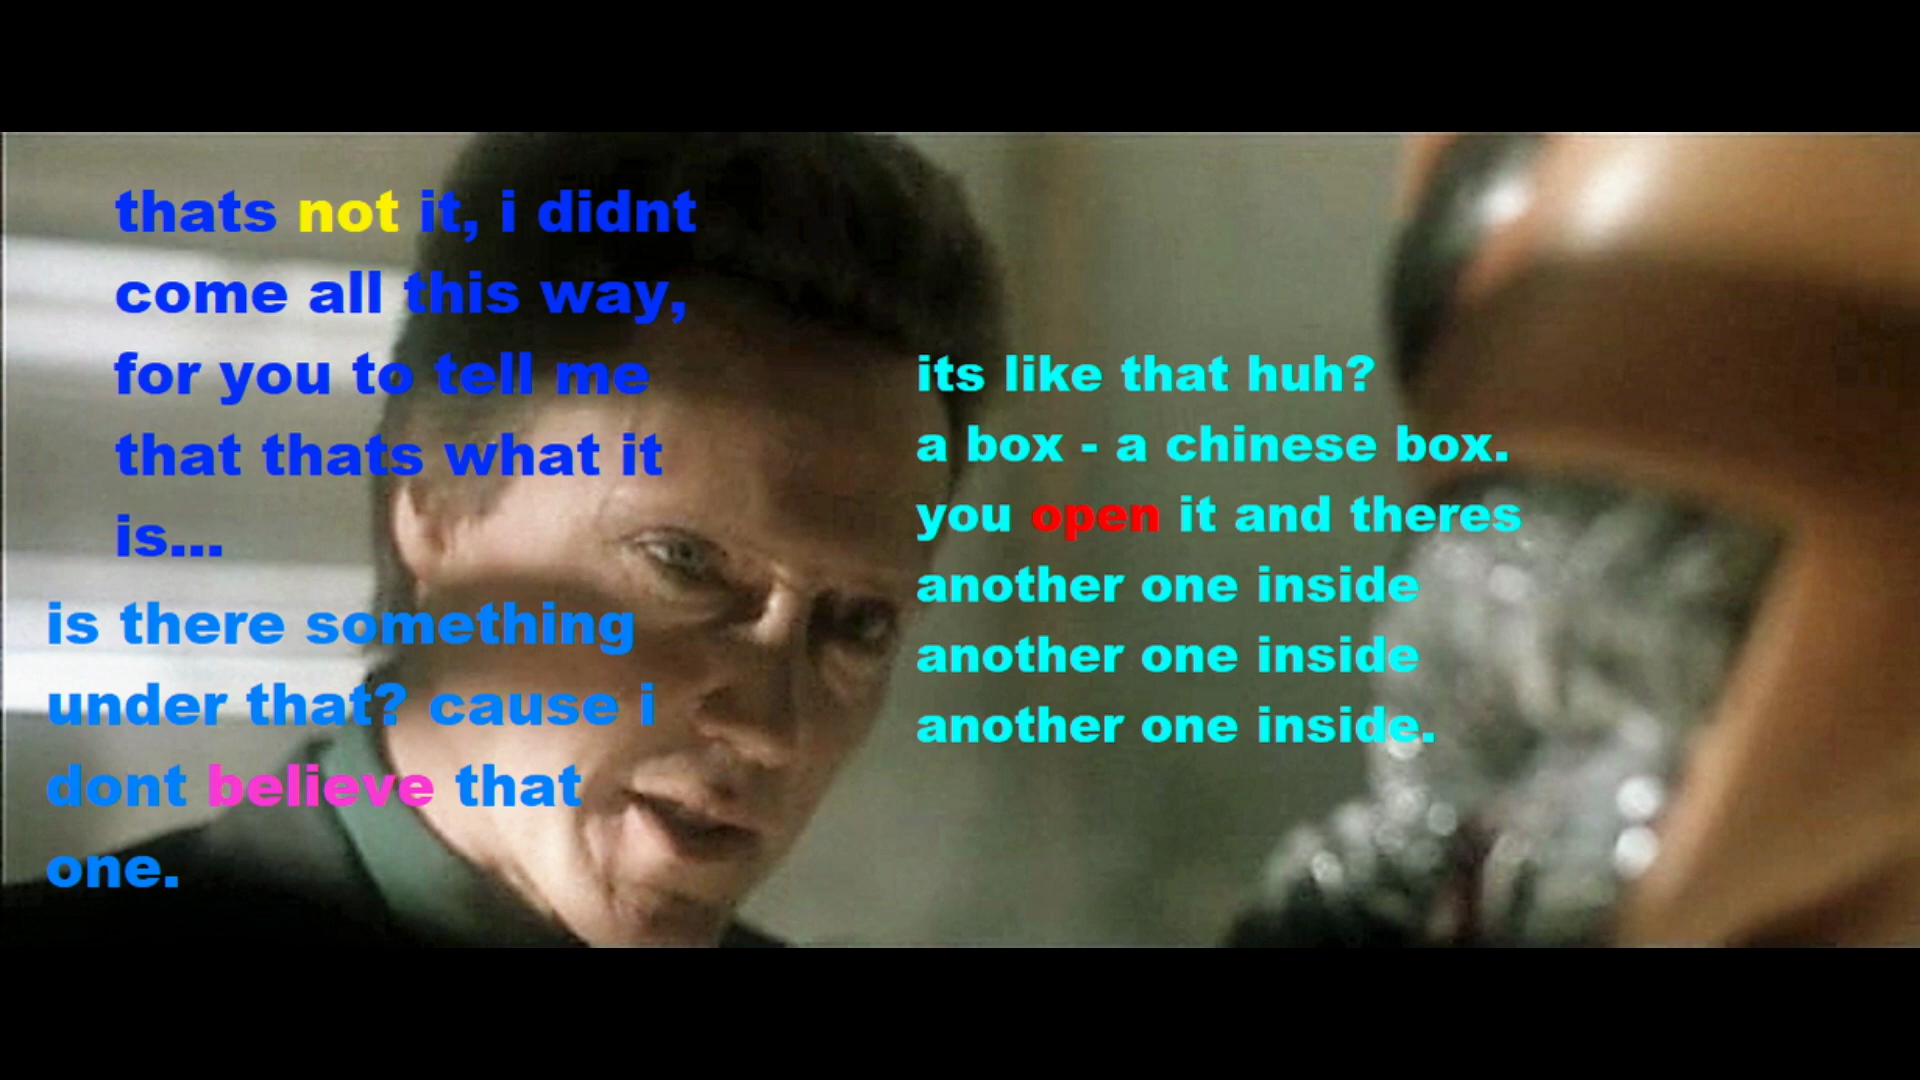 thats not it, i didnt
come all this way,
for you to tell me
that thats what it
is...
is there something
under that? cause i
dont believe that
one.
its like that huh?
a box - a chinese box.
you open it and theres
another one inside
another one inside
another one inside.